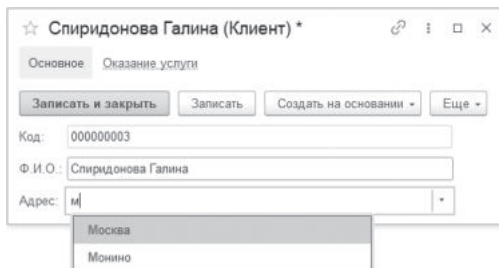 Спиридонова Галина (Клиент) *
Основное Оказание услуги
Записать и закрыть Записать Создать на основании Еще
Код: 000000003
Ф.И.О.: Спиридонова Галина
Адрес: м
Москва
Монино